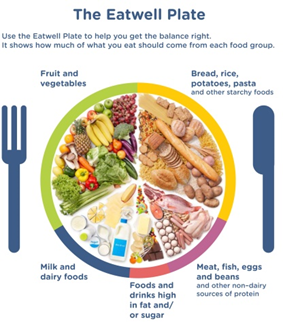 The Eatwell Plate
Use the Eatwell Plate to help you get the balance right.
It shows how much of what you eat should come from each food group.
Fruit and
vegetables
Bread, rice,
potatoes, pasta
and other starchy foods
Milk and
dairy foods
Foods and
drinks high
in fat and/
or sugar
Meat, fish, eggs
and beans
and other non-dairy
sources of protein